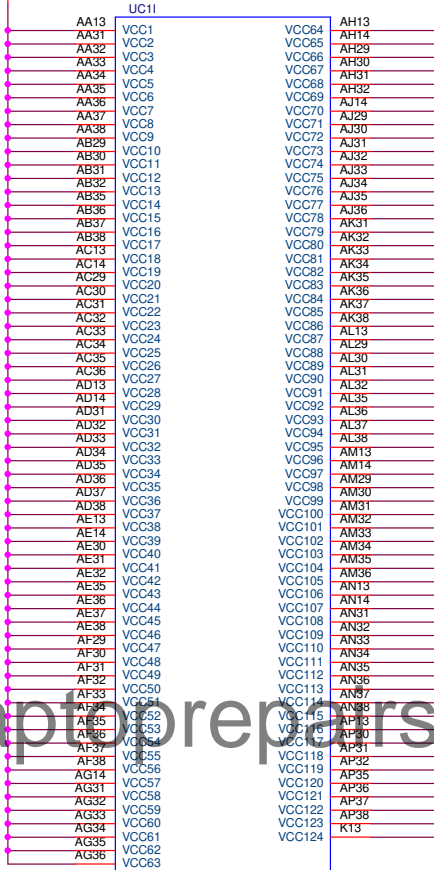 UC1I
AA13 VCC1 VCC64 AH13
AA31 VCC2 VCC65 AH14
AA32 VCC3 VCC66 AH29
AA33 VCC4 VCC67 AH30
AA34 VCC5 VCC68 AH31
AA35 VCC6 VCC69 AH32
AA36 VCC7 VCC70 AJ14
AA37 VCC8 VCC71 AJ29
AA38 VCC9 VCC72 AJ30
AB29 VCC10 VCC73 AJ31
AB30 VCC11 VCC74 AJ32
AB31 VCC12 VCC75 AJ33
AB32 VCC13 VCC76 AJ34
AB35 VCC14 VCC77 AJ35
AB36 VCC15 VCC78 AJ36
AB37 VCC16 VCC79 AK31
AB38 VCC17 VCC80 AK32
AC13 VCC18 VCC81 AK33
AC14 VCC19 VCC82 AK34
AC29 VCC20 VCC83 AK35
AC30 VCC21 VCC84 AK36
AC31 VCC22 VCC85 AK37
AC32 VCC23 VCC86 AK38
AC33 VCC24 VCC87 AL13
AC34 VCC25 VCC88 AL29
AC35 VCC26 VCC89 AL30
AC36 VCC27 VCC90 AL31
AD13 VCC28 VCC91 AL32
AD14 VCC29 VCC92 AL35
AD31 VCC30 VCC93 AL36
AD32 VCC31 VCC94 AL37
AD33 VCC32 VCC95 AL38
AD34 VCC33 VCC96 AM13
AD35 VCC34 VCC97 AM14
AD36 VCC35 VCC98 AM29
AD37 VCC36 VCC99 AM30
AD38 VCC37 VCC100 AM31
AE13 VCC38 VCC101 AM32
AE14 VCC39 VCC102 AM33
AE30 VCC40 VCC103 AM34
AE31 VCC41 VCC104 AM35
AE32 VCC42 VCC105 AM36
AE35 VCC43 VCC106 AN13
AE36 VCC44 VCC107 AN14
AE37 VCC45 VCC108 AN31
AE38 VCC46 VCC109 AN32
AF29 VCC47 VCC110 AN33
AF30 VCC48 VCC111 AN34
AF31 VCC49 VCC112 AN35
AF32 VCC50 VCC113 AN36
AF33 VCC51 VCC114 AN37
AF34 VCC52 VCC115 AN38
AF35 VCC53 VCC116 AP13
AF36 VCC54 VCC117 AP30
AF37 VCC55 VCC118 AP31
AF38 VCC56 VCC119 AP32
AG14 VCC57 VCC120 AP35
AG31 VCC58 VCC121 AP36
AG32 VCC59 VCC122 AP37
AG33 VCC60 VCC123 AP38
AG34 VCC61 VCC124 K13
AG35 VCC62
AG36 VCC63
aptoprepairs